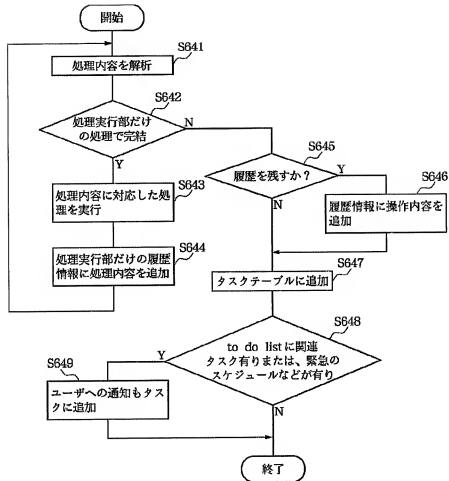 開始
S641
処理内容を解析
S642
処理実行部だけ
の処理で完結
N
Y
S643
処理内容に対応した処
理を実行
S644
処理実行部だけの履歴
情報に処理内容を追加
S645
履歴を残すか?
Y
N
S646
履歴情報に操作内容を
追加
S647
タスクテーブルに追加
S648
to do listに関連
タスク有りまたは、緊急の
スケジュールなどが有り
Y
N
S649
ユーザへの通知もタス
クに追加
終了